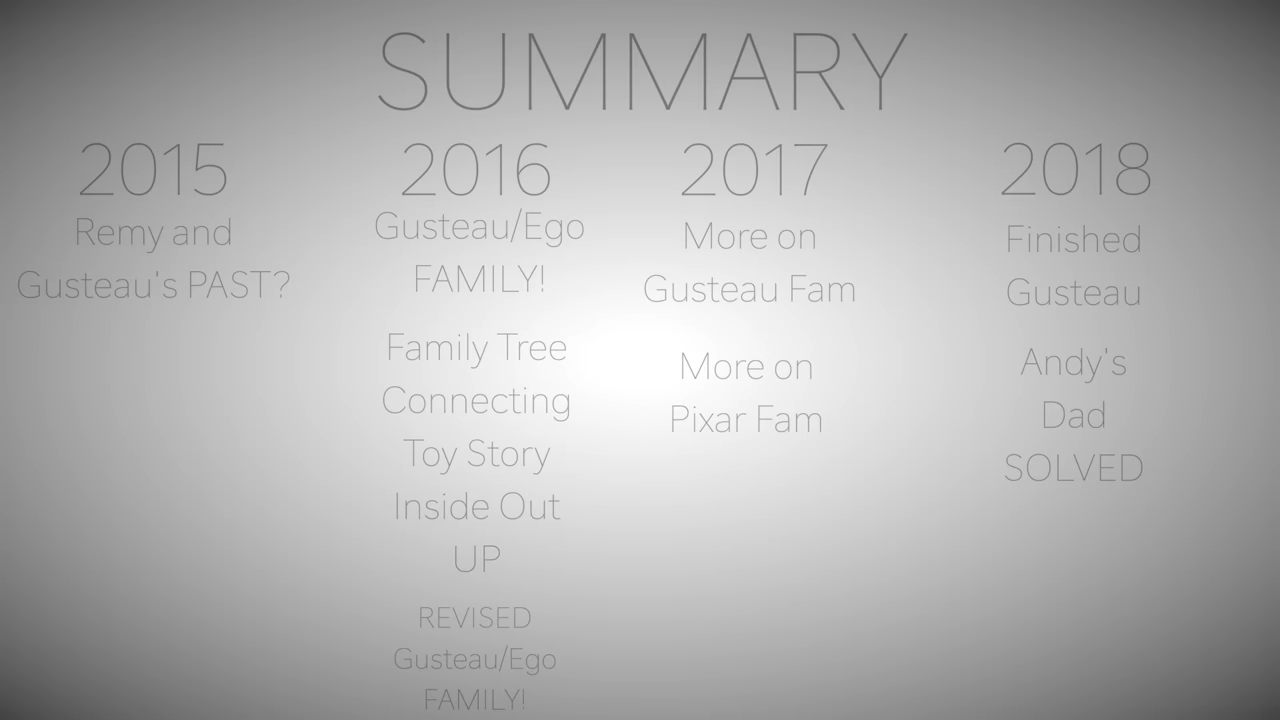 SUMMARY
2015
Remy and
Gusteau's PAST?
2016
Gusteau/Ego
FAMILY!
Family Tree
Connecting
Toy Story
Inside Out
UP
REVISED
Gusteau/Ego
FAMILY!
2017
More on
Gusteau Fam
More on
Pixar Fam
2018
Finished
Gusteau
Andy's
Dad
SOLVED